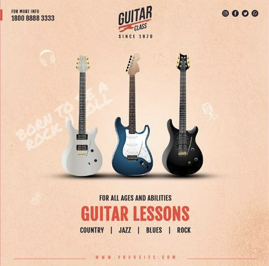 FOR MORE INFO
1800 8888 3333
GUITAR
CLASS
SINCE 1970
BORN TO BE A
ROCK N ROLL
FOR ALL AGES AND ABILITIES
GUITAR LESSONS
COUNTRY | JAZZ | BLUES | ROCK
WWW.YOURSITE.COM